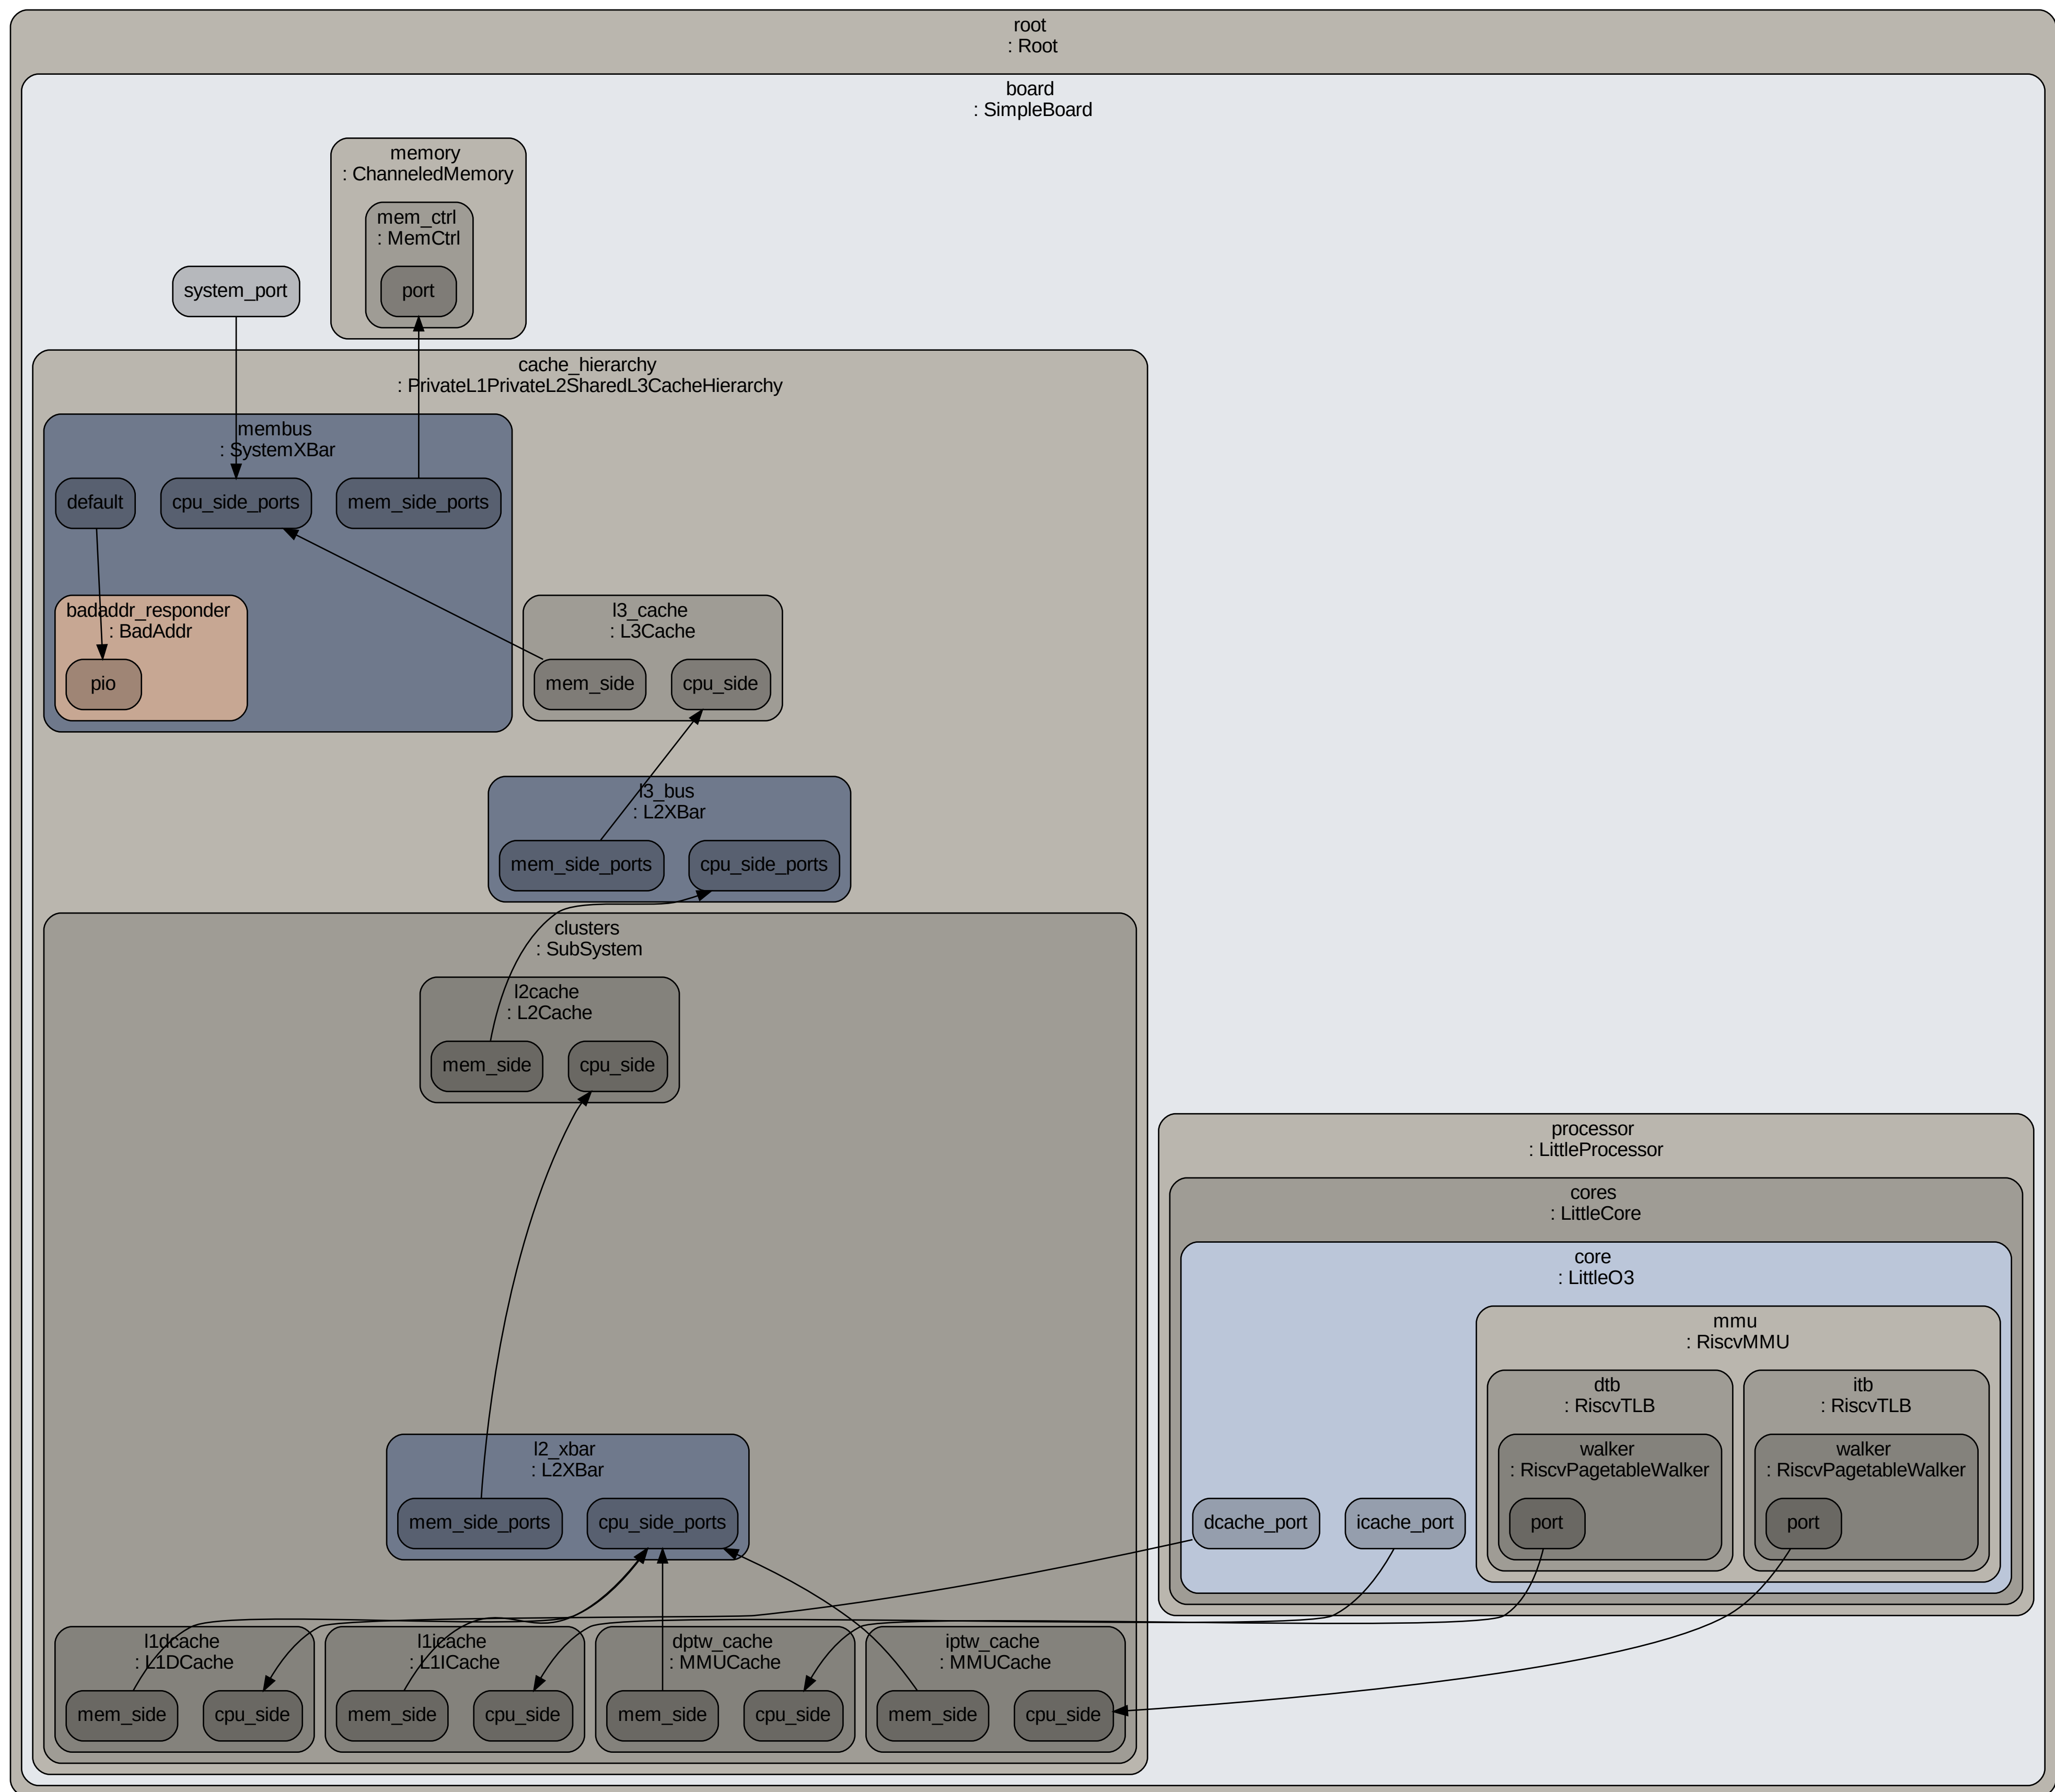 root
: Root
board
: SimpleBoard
memory
: ChanneledMemory
mem_ctrl
: MemCtrl
system_port
port
cache_hierarchy
: PrivateL1PrivateL2SharedL3CacheHierarchy
membus
: SystemXBar
default
cpu_side_ports
mem_side_ports
badaddr_responder
: BadAddr
pio
l3_cache
: L3Cache
mem_side
cpu_side
l3_bus
: L2XBar
mem_side_ports
cpu_side_ports
clusters
: SubSystem
l2cache
: L2Cache
mem_side
cpu_side
l2_xbar
: L2XBar
mem_side_ports
cpu_side_ports
l1dcache
: L1DCache
mem_side
cpu_side
l1icache
: L1ICache
mem_side
cpu_side
dptw_cache
: MMUCache
mem_side
cpu_side
iptw_cache
: MMUCache
mem_side
cpu_side
processor
: LittleProcessor
cores
: LittleCore
core
: LittleO3
mmu
: RiscvMMU
dtb
: RiscvTLB
walker
: RiscvPagetableWalker
port
itb
: RiscvTLB
walker
: RiscvPagetableWalker
port
dcache_port
icache_port